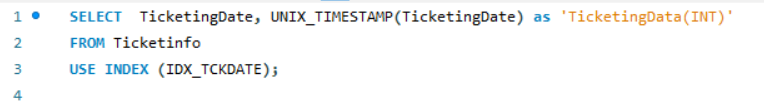 1 SELECT TicketingDate, UNIX_TIMESTAMP(TicketingDate) as 'TicketingData(INT)'
2 FROM Ticketinfo
3 USE INDEX (IDX_TCKDATE);
4